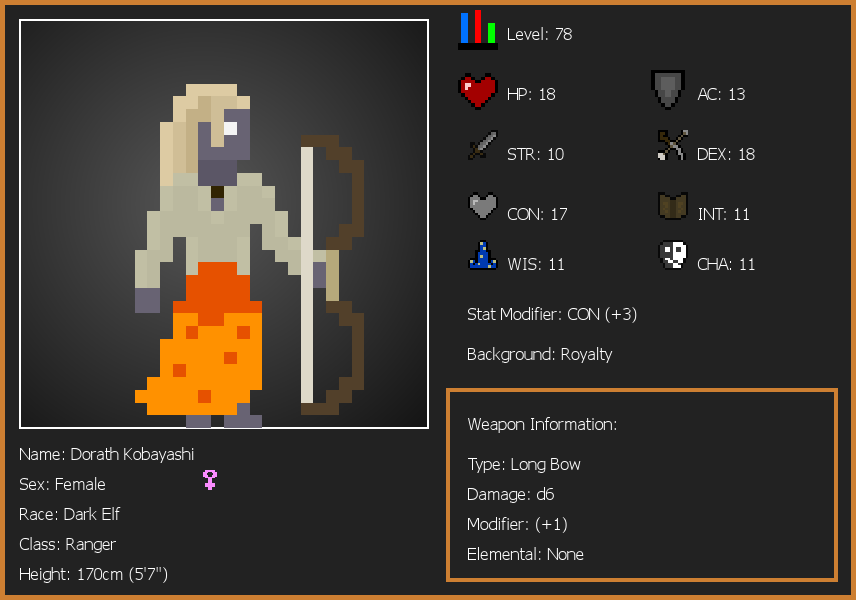 Level: 78
HP: 18
AC: 13
STR: 10
DEX: 18
CON: 17
INT: 11
WIS: 11
CHA: 11
Stat Modifier: CON (+3)
Background: Royalty
Weapon Information:
Type: Long Bow
Damage: d6
Modifier: (+1)
Elemental: None
Name: Dorath Kobayashi
Sex: Female
Race: Dark Elf
Class: Ranger
Height: 170cm (5'7")